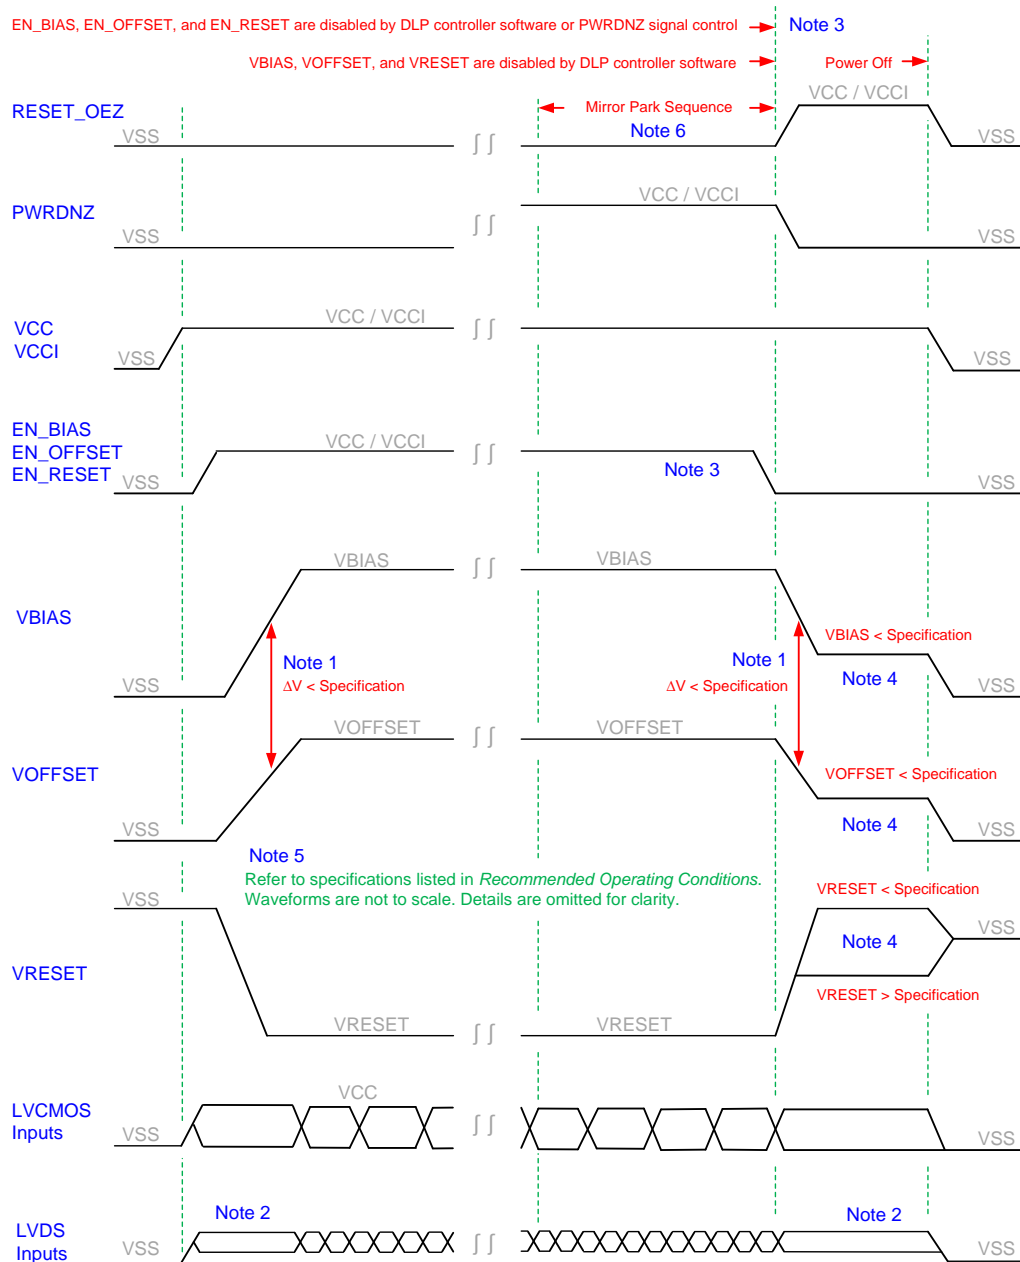 EN_BIAS, EN_OFFSET, and EN_RESET are disabled by DLP controller software or PWRDNZ signal control
Note 3
VBIAS, VOFFSET, and VRESET are disabled by DLP controller software
Power Off
RESET_OEZ
Mirror Park Sequence
VCC / VCCI
VSS
Note 6
VSS
PWRDNZ
VCC / VCCI
VSS
VSS
VCC
VCCI
VCC / VCCI
VSS
VSS
EN_BIAS
EN_OFFSET
EN_RESET
VCC / VCCI
Note 3
VSS
VSS
VBIAS
VBIAS
VBIAS
VBIAS < Specification
Note 1
ΔV < Specification
Note 1
ΔV < Specification
Note 4
VSS
VSS
VOFFSET
VOFFSET
VOFFSET
VOFFSET < Specification
VSS
Note 4
VSS
Note 5
Refer to specifications listed in Recommended Operating Conditions.
Waveforms are not to scale. Details are omitted for clarity.
VSS
VRESET < Specification
VSS
Note 4
VRESET
VRESET > Specification
VRESET
VRESET
LVCMOS
Inputs
VCC
VSS
VSS
LVDS
Inputs
Note 2
Note 2
VSS
VSS